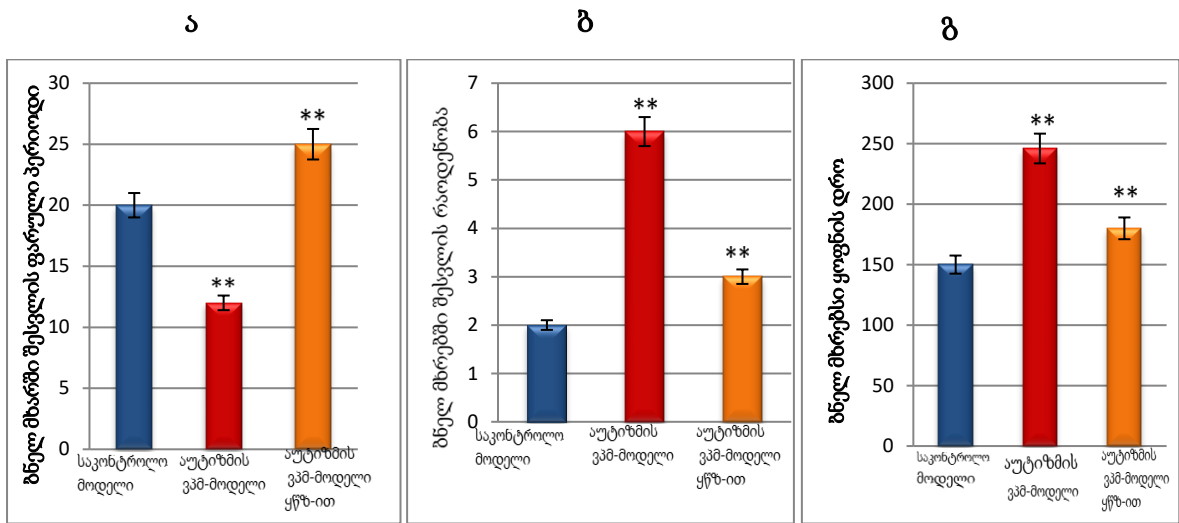 ა
ბ
გ
ბნელ მხარში შესვლის ფარული პერიოდი
30
25
20
15
10
5
0
**
**
საკონტროლო
მოდელი
აუტიზმის
ვპმ-მოდელი
აუტიზმის
ვპმ-მოდელი
ყწზ-ით
ბნელ მხრებში შესვლის რაოდენობა
7
6
5
4
3
2
1
0
**
**
საკონტროლო
მოდელი
აუტიზმის
ვპმ-მოდელი
აუტიზმის
ვპმ-მოდელი
ყწზ-ით
ბნელ მხრებსი ყოფნის დრო
300
250
200
150
100
50
0
**
**
საკონტროლო
მოდელი
აუტიზმის
ვპმ-მოდელი
აუტიზმის
ვპმ-მოდელი
ყწზ-ით